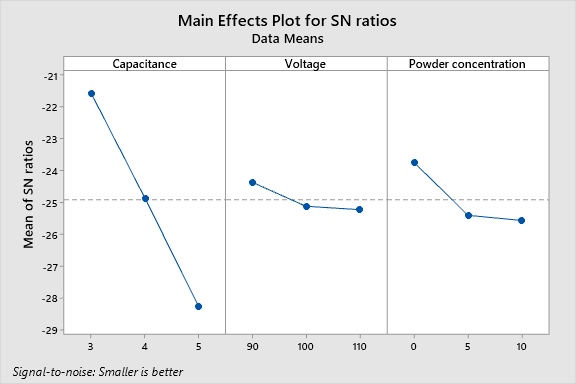 Main Effects Plot for SN ratios
Data Means
Capacitance Voltage Powder concentration
Mean of SN ratios
-21
-22
-23
-24
-25
-26
-27
-28
-29
3 4 5 90 100 110 0 5 10
Signal-to-noise: Smaller is better